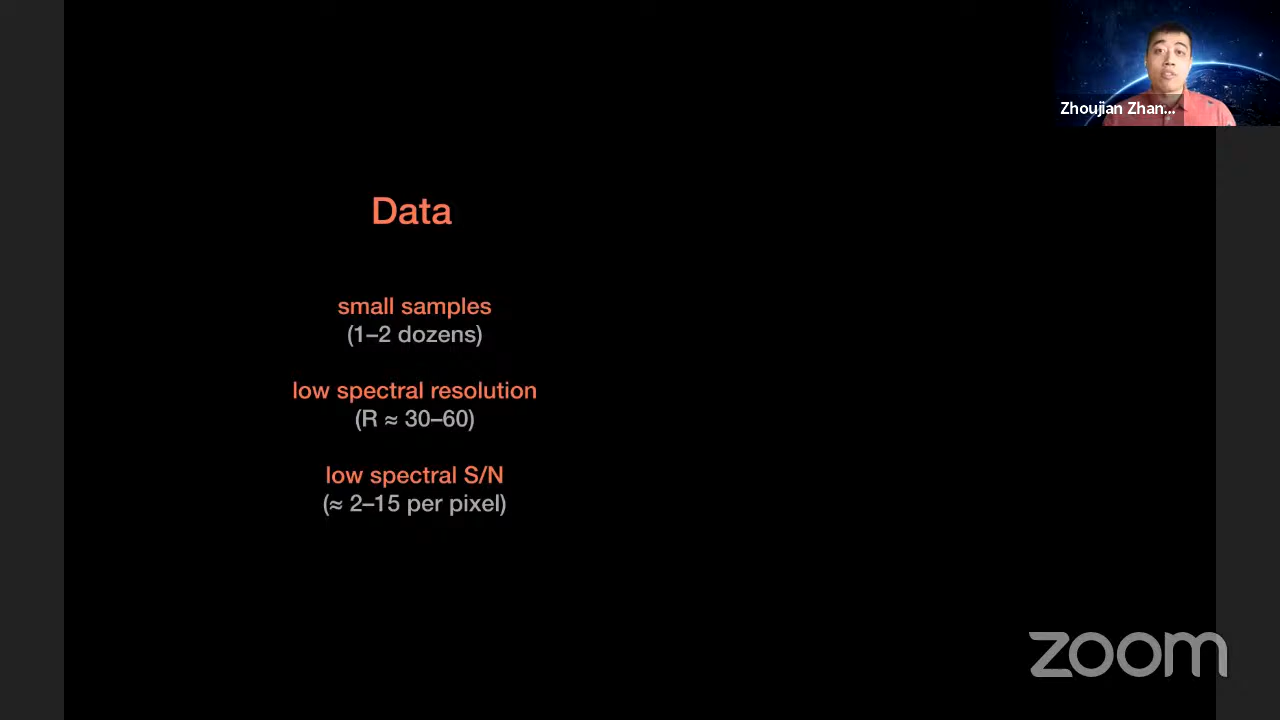 Zhoujian Zhan...
Data
small samples
(1–2 dozens)
low spectral resolution
(R ≈ 30–60)
low spectral S/N
(≈ 2–15 per pixel)
zoom